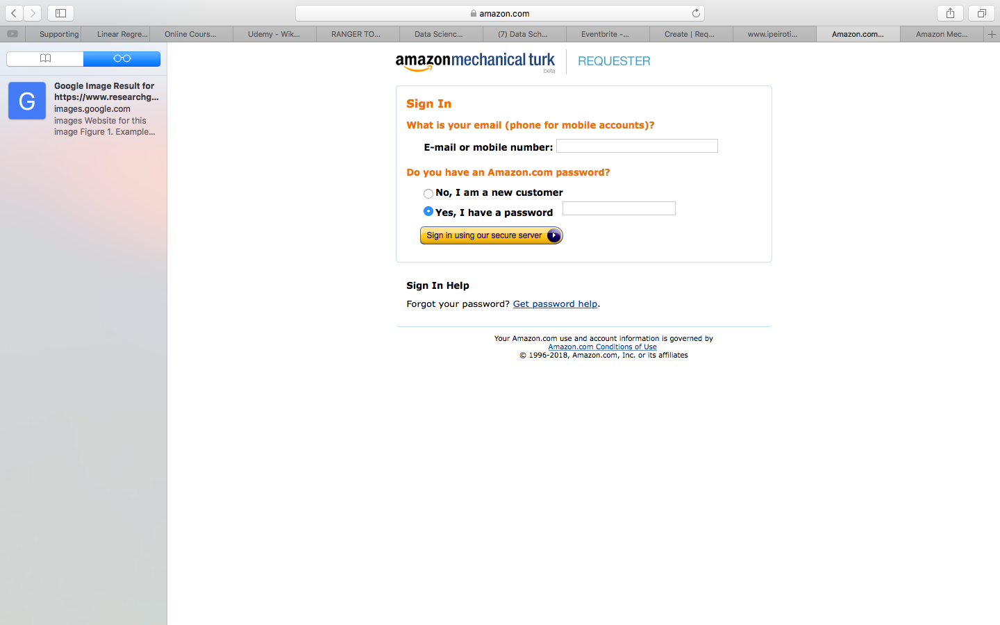 amazon.com
Supporting
Linear Regre...
Online Cours...
Udemy - Wik...
RANGER TO...
Data Scienc...
(7) Data Sch...
Eventbrite -...
Create | Req...
www.ipeiroti...
Amazon.com...
Amazon Mec...
G
Google Image Result for
https://www.researchg...
images.google.com
images Website for this
image Figure 1. Example...
amazonmechanical turk
beta
REQUESTER
Sign In
What is your email (phone for mobile accounts)?
E-mail or mobile number:
Do you have an Amazon.com password?
No, I am a new customer
Yes, I have a password
Sign in using our secure server
Sign In Help
Forgot your password? Get password help.
Your Amazon.com use and account information is governed by
Amazon.com Conditions of Use
© 1996-2018, Amazon.com, Inc. or its affiliates